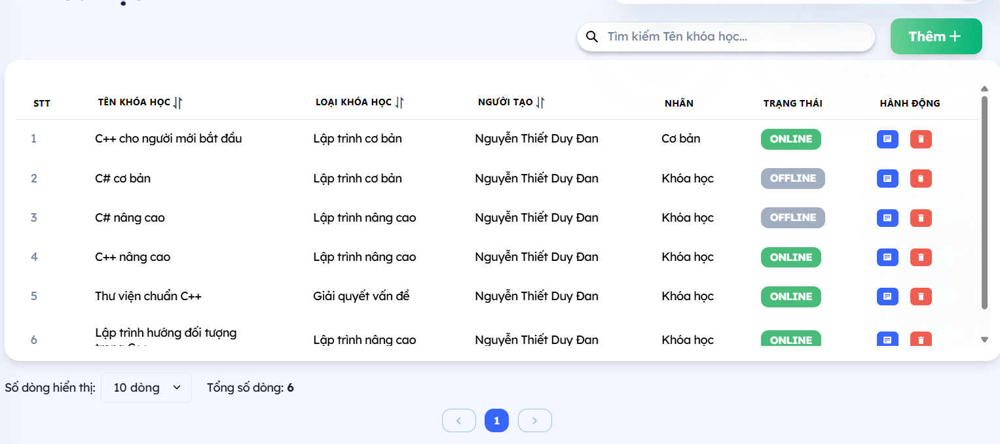 Tìm kiếm Tên khóa học...
Thêm +
STT TÊN KHÓA HỌC LOẠI KHÓA HỌC NGƯỜI TẠO NHÃN TRẠNG THÁI HÀNH ĐỘNG
1 C++ cho người mới bắt đầu Lập trình cơ bản Nguyễn Thiết Duy Đan Cơ bản ONLINE
2 C# cơ bản Lập trình cơ bản Nguyễn Thiết Duy Đan Khóa học OFFLINE
3 C# nâng cao Lập trình nâng cao Nguyễn Thiết Duy Đan Khóa học OFFLINE
4 C++ nâng cao Lập trình nâng cao Nguyễn Thiết Duy Đan Khóa học ONLINE
5 Thư viện chuẩn C++ Giải quyết vấn đề Nguyễn Thiết Duy Đan Khóa học ONLINE
6 Lập trình hướng đối tượng Lập trình nâng cao Nguyễn Thiết Duy Đan Khóa học ONLINE
Số dòng hiển thị: 10 dòng Tổng số dòng: 6
< 1 >